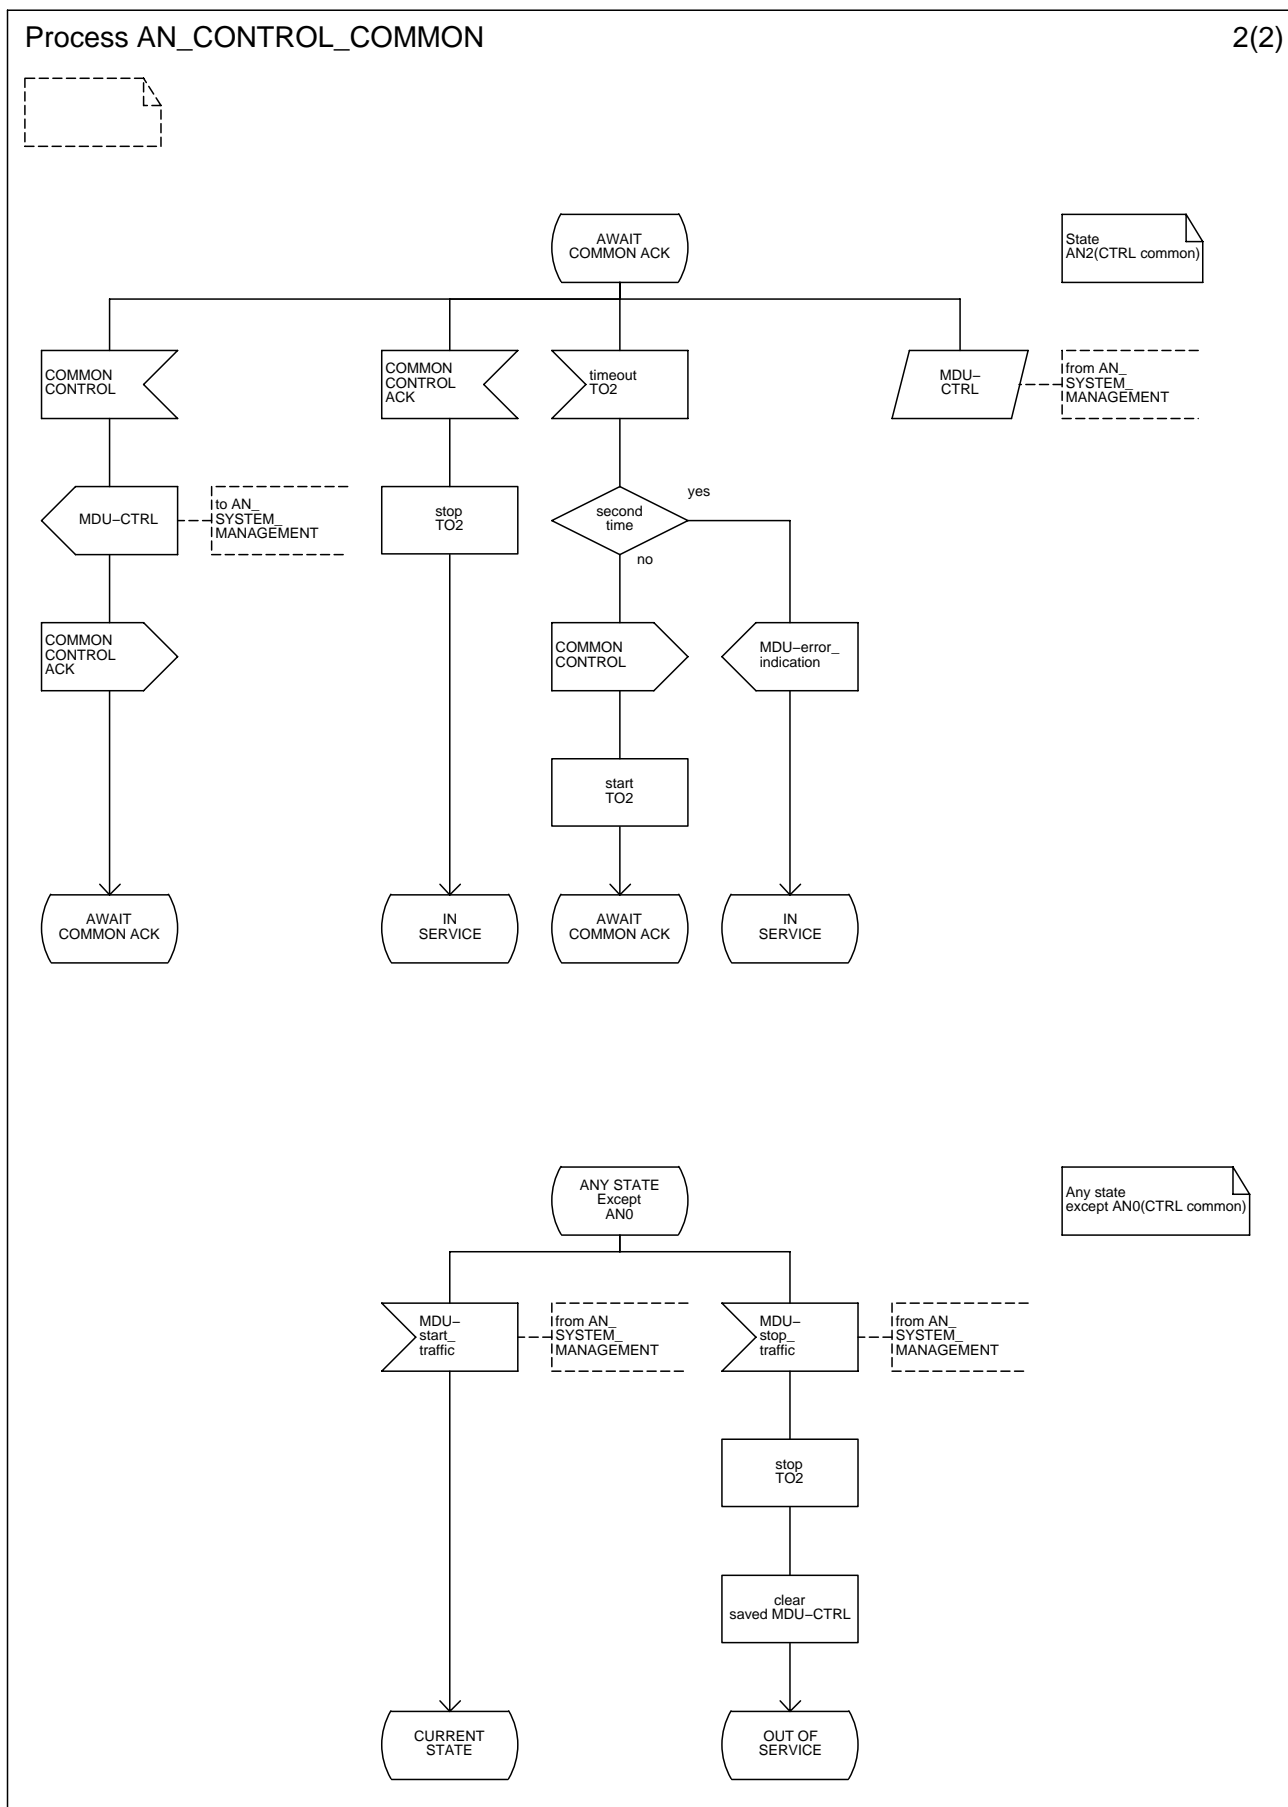 Process AN_CONTROL_COMMON
2(2)
AWAIT
COMMON ACK
State
AN2(CTRL common)
COMMON
CONTROL
COMMON
CONTROL
ACK
timeout
TO2
MDU–
CTRL
from AN_
SYSTEM_
MANAGEMENT
MDU–CTRL
to AN_
SYSTEM_
MANAGEMENT
stop
TO2
second
time
yes
no
COMMON
CONTROL
ACK
COMMON
CONTROL
MDU–error_
indication
start
TO2
AWAIT
COMMON ACK
IN
SERVICE
AWAIT
COMMON ACK
IN
SERVICE
ANY STATE
Except
AN0
Any state
except AN0(CTRL common)
MDU–
start_
traffic
from AN_
SYSTEM_
MANAGEMENT
MDU–
stop_
traffic
from AN_
SYSTEM_
MANAGEMENT
stop
TO2
clear
saved MDU–CTRL
CURRENT
STATE
OUT OF
SERVICE